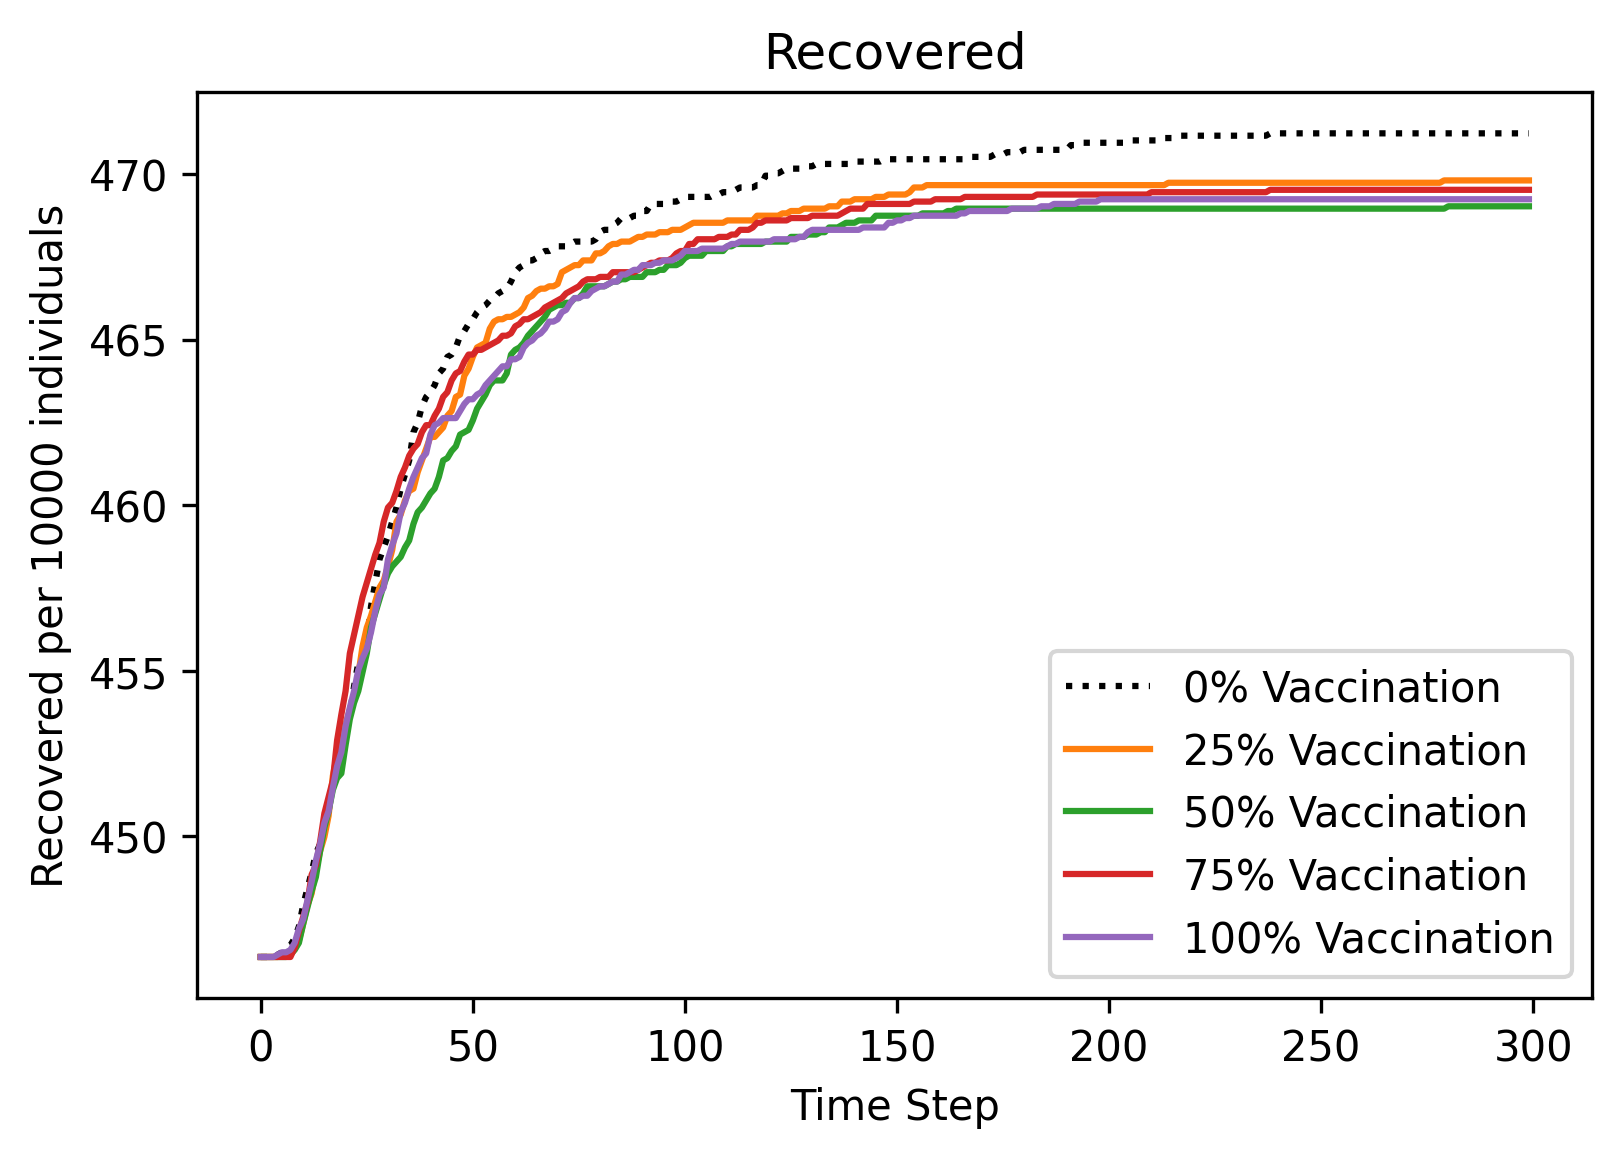 Recovered
Recovered per 10000 individuals
470
465
460
455
450
0% Vaccination
25% Vaccination
50% Vaccination
75% Vaccination
100% Vaccination
0 50 100 150 200 250 300
Time Step